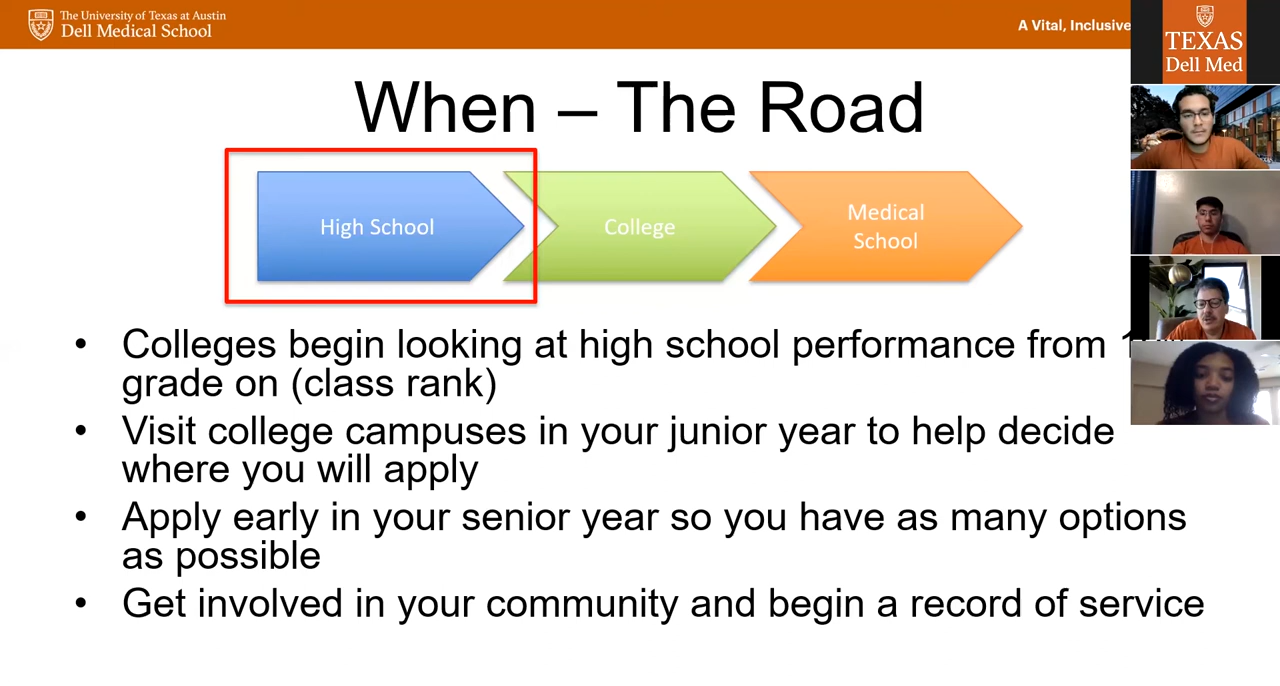 The University of Texas at Austin
Dell Medical School
A Vital, Inclusive
TEXAS
Dell Med
When – The Road
High School
College
Medical
School
• Colleges begin looking at high school performance from
grade on (class rank)
• Visit college campuses in your junior year to help decide
where you will apply
• Apply early in your senior year so you have as many options
as possible
• Get involved in your community and begin a record of service